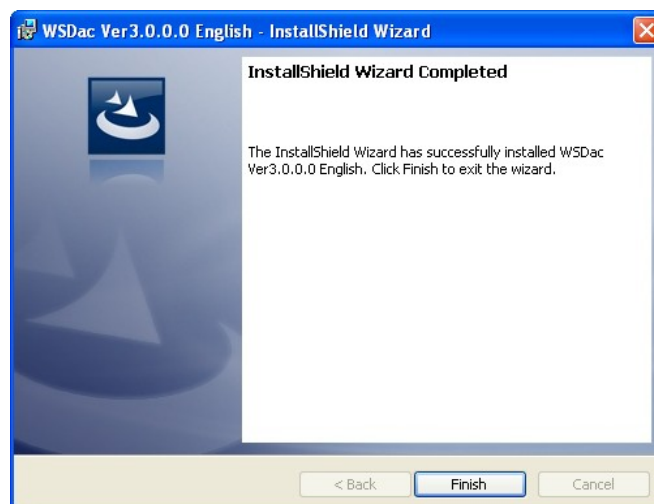 WSDac Ver3.0.0.0 English - InstallShield Wizard
InstallShield Wizard Completed
The InstallShield Wizard has successfully installed WSDac
Ver3.0.0.0 English. Click Finish to exit the wizard.
< Back Finish Cancel